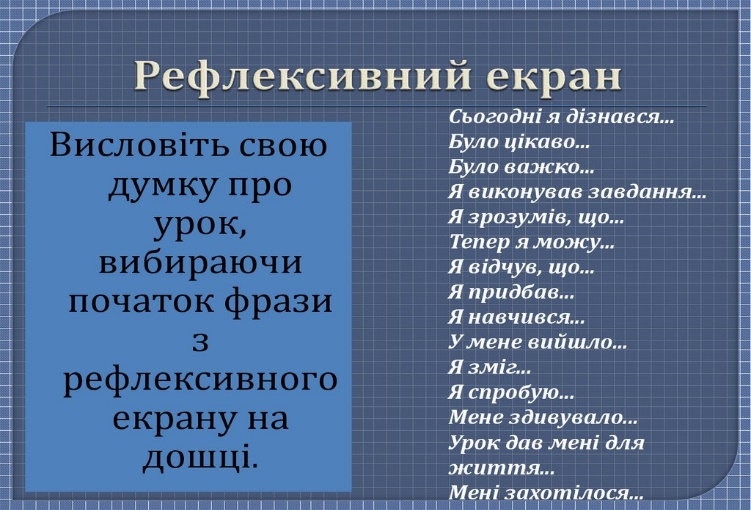 Рефлексивний екран
Висловіть свою
думку про
урок,
вибираючи
початок фрази
з
рефлексивного
екрану на
дошці.
Сьогодні я дізнався...
Було цікаво...
Було важко...
Я виконував завдання...
Я зрозумів, що...
Тепер я можу...
Я відчув, що...
Я придбав...
Я навчився...
У мене вийшло...
Я зміг...
Я спробую...
Мене здивувало...
Урок дав мені для
життя...
Мені захотілося...